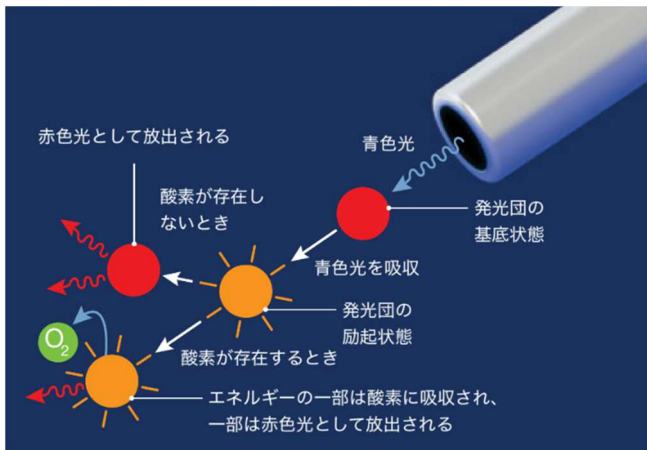 赤色光として放出される
青色光
酸素が存在し
ないとき
発光団の
基底状態
青色光を吸収
発光団の
励起状態
O₂
酸素が存在するとき
エネルギーの一部は酸素に吸収され、
一部は赤色光として放出される